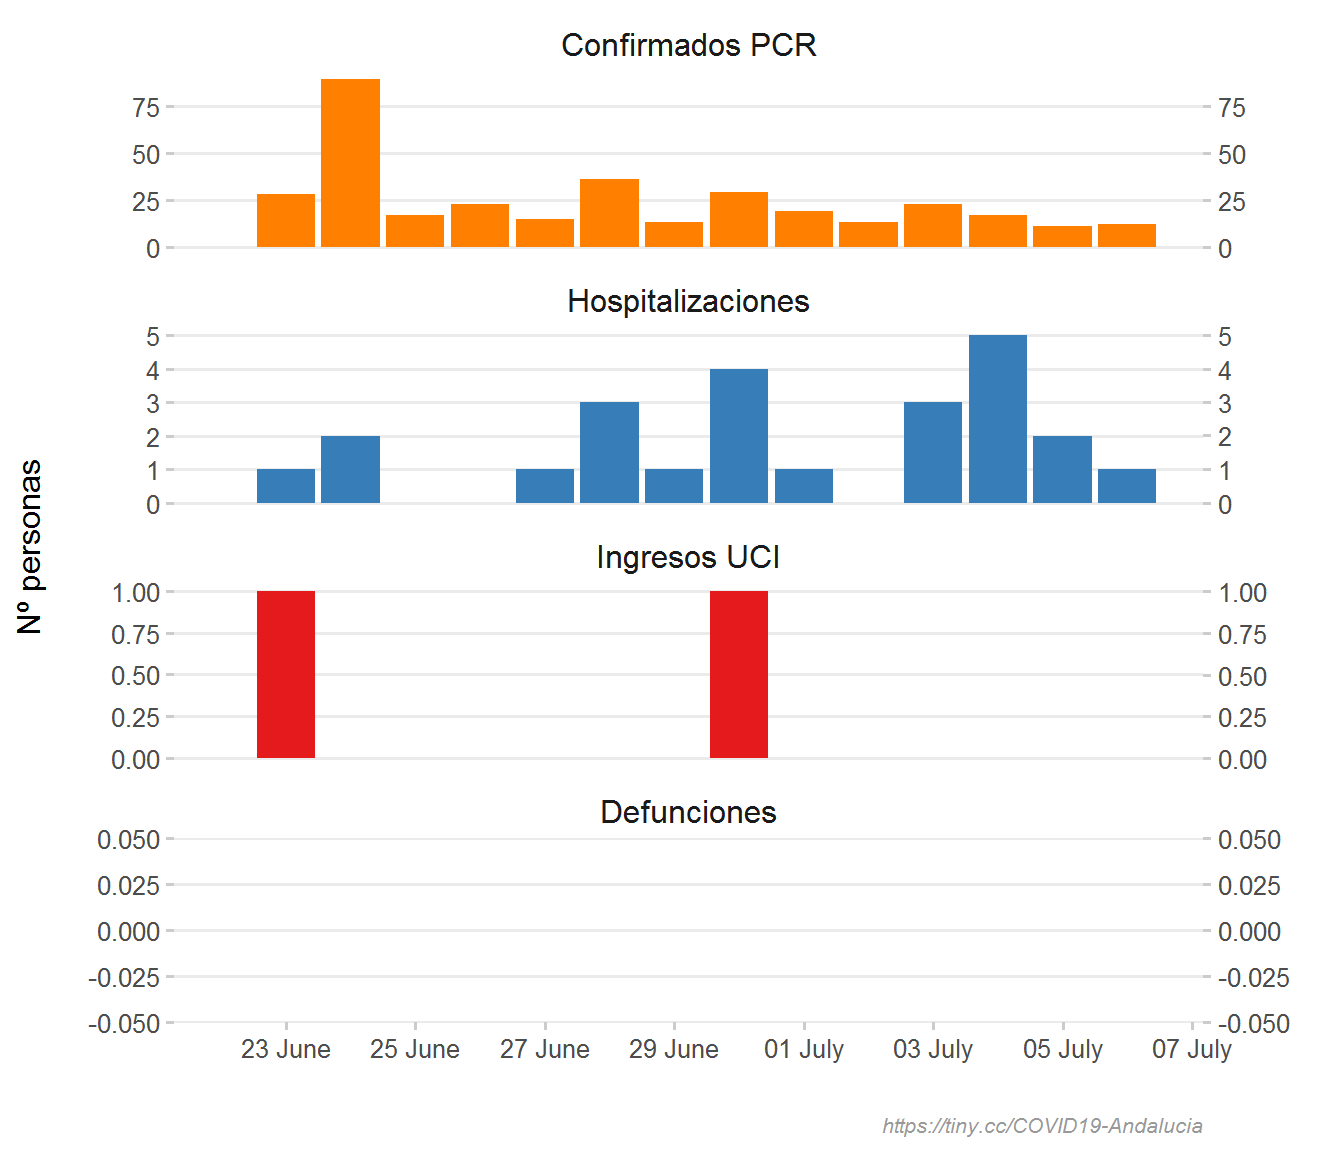 Confirmados PCR
75 75
50 50
25 25
0 0
Hospitalizaciones
5 5
4 4
3 3
2 2
1 1
0 0
Nº personas
Ingresos UCI
1.00 1.00
0.75 0.75
0.50 0.50
0.25 0.25
0.00 0.00
Defunciones
0.050 0.050
0.025 0.025
0.000 0.000
-0.025 -0.025
-0.050 -0.050
23 June 25 June 27 June 29 June 01 July 03 July 05 July 07 July
https://tiny.cc/COVID19-Andalucia